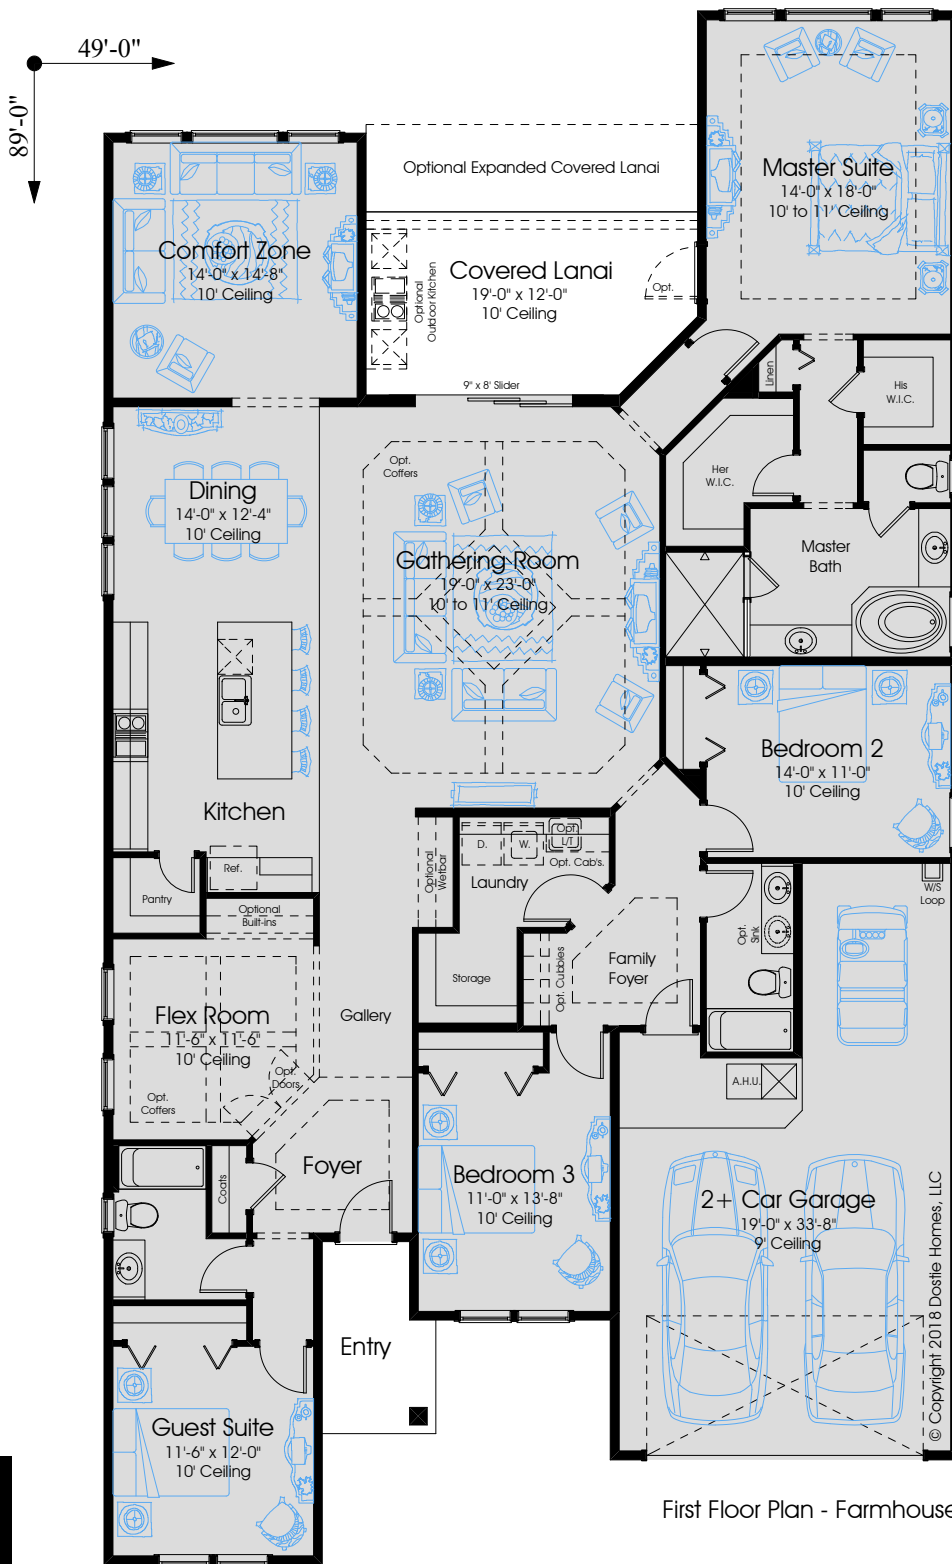 49'-0"
89'-0"
Optional Expanded Covered Lanai
Master Suite
14'-0" x 18'-0"
10' to 11' Ceiling
Comfort Zone
14'-0" x 14'-8"
10' Ceiling
Optional
Outdoor Kitchen
Covered Lanai
19'-0" x 12'-0"
10' Ceiling
Opt.
9" x 8' Slider
Linen
His
W.I.C.
Her
W.I.C.
Opt.
Coffers
Dining
14'-0" x 12'-4"
10' Ceiling
Gathering Room
19'-0" x 23'-0"
10' to 11' Ceiling
Master
Bath
Bedroom 2
14'-0" x 11'-0"
10' Ceiling
Kitchen
Ref.
Pantry
Optional
Wetbar
D.
W.
Opt.
L/T
Opt. Cab's.
Laundry
W/S
Loop
Optional
Built-ins
Opt.
Sink
Storage
Opt. Cubbies
Family
Foyer
Flex Room
11'-6" x 11'-6"
10' Ceiling
Gallery
Opt.
Doors
Opt.
Coffers
A.H.U.
Foyer
Coats
Bedroom 3
11'-0" x 13'-8"
10' Ceiling
2+ Car Garage
19'-0" x 33'-8"
9' Ceiling
Entry
Guest Suite
11'-6" x 12'-0"
10' Ceiling
© Copyright 2018 Dostie Homes, LLC
First Floor Plan - Farmhouse